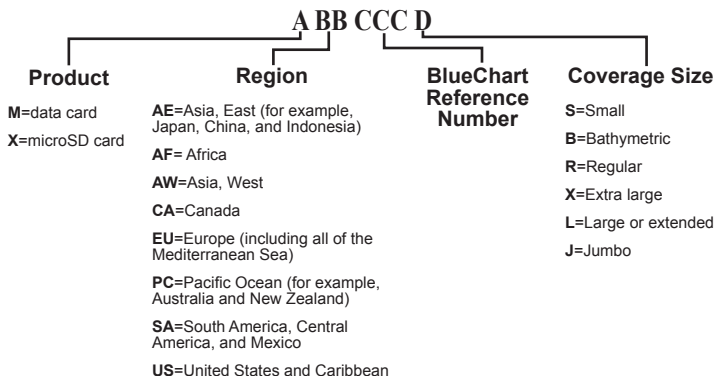 A BB CCC D
Product
M=data card
X=microSD card
Region
AE=Asia, East (for example,
Japan, China, and Indonesia)
AF= Africa
AW=Asia, West
CA=Canada
EU=Europe (including all of the
Mediterranean Sea)
PC=Pacific Ocean (for example,
Australia and New Zealand)
SA=South America, Central
America, and Mexico
US=United States and Caribbean
BlueChart
Reference
Number
Coverage Size
S=Small
B=Bathymetric
R=Regular
X=Extra large
L=Large or extended
J=Jumbo